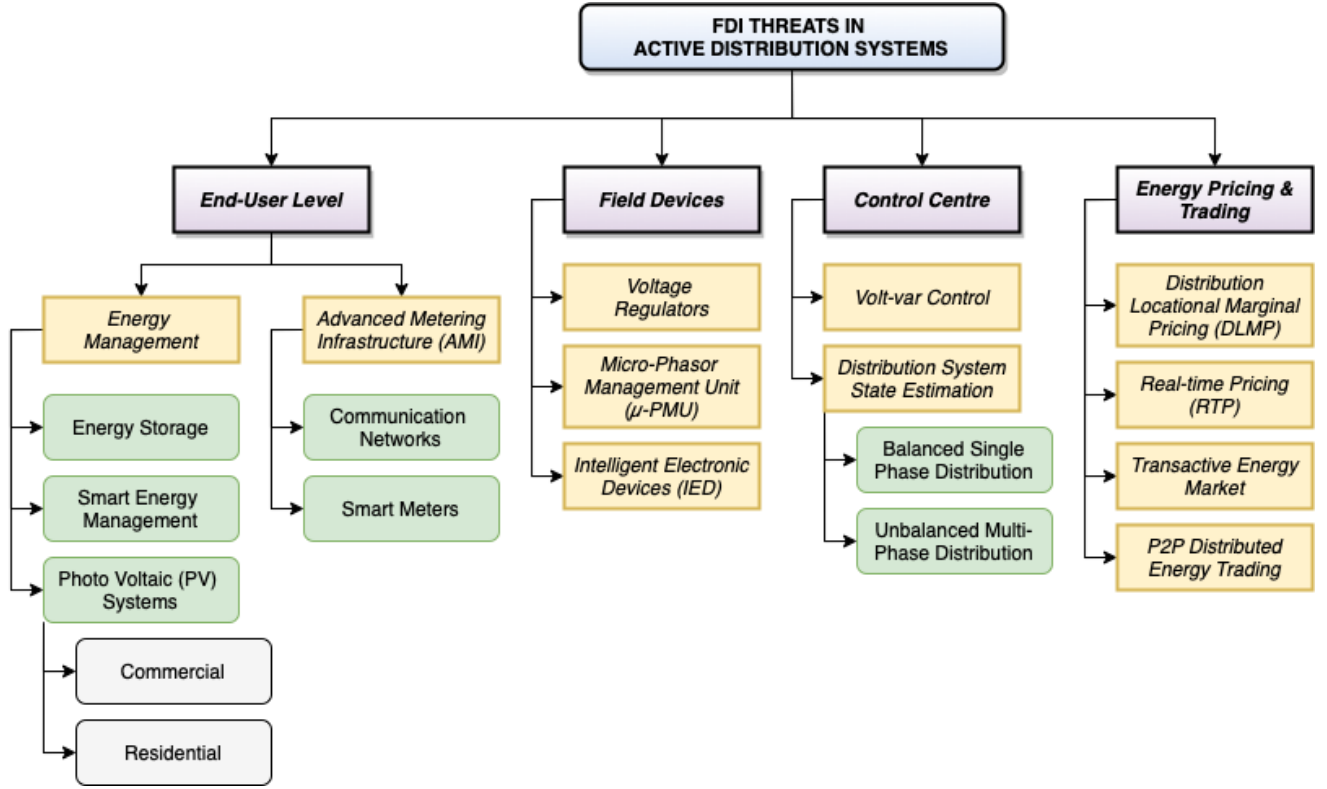 FDI THREATS IN
ACTIVE DISTRIBUTION SYSTEMS
End-User Level
Energy
Management
Energy Storage
Smart Energy
Management
Photo Voltaic (PV)
Systems
Commercial
Residential
Advanced Metering
Infrastructure (AMI)
Communication
Networks
Smart Meters
Field Devices
Voltage
Regulators
Micro-Phasor
Management Unit
(µ-PMU)
Intelligent Electronic
Devices (IED)
Control Centre
Volt-var Control
Distribution System
State Estimation
Balanced Single
Phase Distribution
Unbalanced Multi-
Phase Distribution
Energy Pricing &
Trading
Distribution
Locational Marginal
Pricing (DLMP)
Real-time Pricing
(RTP)
Transactive Energy
Market
P2P Distributed
Energy Trading